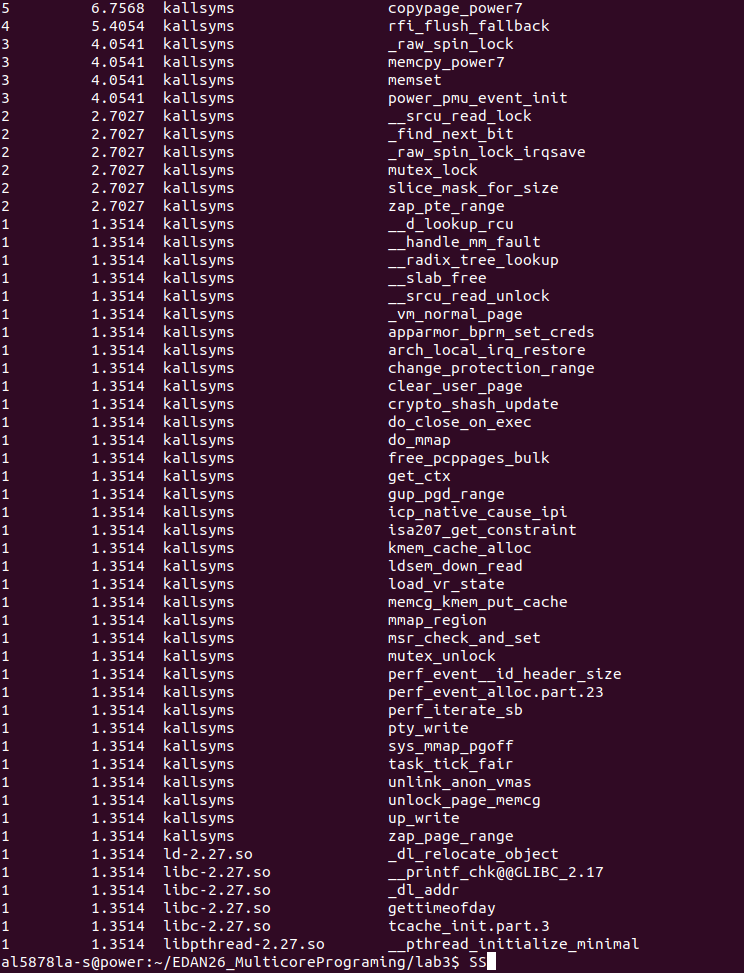 5 6.7568 kallsyms copypage_power7
4 5.4054 kallsyms rfi_flush_fallback
3 4.0541 kallsyms _raw_spin_lock
3 4.0541 kallsyms memcpy_power7
3 4.0541 kallsyms memset
3 4.0541 kallsyms power_pmu_event_init
2 2.7027 kallsyms __srcu_read_lock
2 2.7027 kallsyms _find_next_bit
2 2.7027 kallsyms _raw_spin_lock_irqsave
2 2.7027 kallsyms mutex_lock
2 2.7027 kallsyms slice_mask_for_size
2 2.7027 kallsyms zap_pte_range
1 1.3514 kallsyms __d_lookup_rcu
1 1.3514 kallsyms __handle_mm_fault
1 1.3514 kallsyms __radix_tree_lookup
1 1.3514 kallsyms __slab_free
1 1.3514 kallsyms __srcu_read_unlock
1 1.3514 kallsyms _vm_normal_page
1 1.3514 kallsyms apparmor_bprm_set_creds
1 1.3514 kallsyms arch_local_irq_restore
1 1.3514 kallsyms change_protection_range
1 1.3514 kallsyms clear_user_page
1 1.3514 kallsyms crypto_shash_update
1 1.3514 kallsyms do_close_on_exec
1 1.3514 kallsyms do_mmap
1 1.3514 kallsyms free_pcppages_bulk
1 1.3514 kallsyms get_ctx
1 1.3514 kallsyms gup_pgd_range
1 1.3514 kallsyms icp_native_cause_ipi
1 1.3514 kallsyms isa207_get_constraint
1 1.3514 kallsyms kmem_cache_alloc
1 1.3514 kallsyms ldsem_down_read
1 1.3514 kallsyms load_vr_state
1 1.3514 kallsyms memcg_kmem_put_cache
1 1.3514 kallsyms mmap_region
1 1.3514 kallsyms msr_check_and_set
1 1.3514 kallsyms mutex_unlock
1 1.3514 kallsyms perf_event__id_header_size
1 1.3514 kallsyms perf_event_alloc.part.23
1 1.3514 kallsyms perf_iterate_sb
1 1.3514 kallsyms pty_write
1 1.3514 kallsyms sys_mmap_pgoff
1 1.3514 kallsyms task_tick_fair
1 1.3514 kallsyms unlink_anon_vmas
1 1.3514 kallsyms unlock_page_memcg
1 1.3514 kallsyms up_write
1 1.3514 kallsyms zap_page_range
1 1.3514 ld-2.27.so _dl_relocate_object
1 1.3514 libc-2.27.so __printf_chk@@GLIBC_2.17
1 1.3514 libc-2.27.so _dl_addr
1 1.3514 libc-2.27.so gettimeofday
1 1.3514 libc-2.27.so tcache_init.part.3
1 1.3514 libpthread-2.27.so __pthread_initialize_minimal
al5878la-s@power:~/EDAN26_MulticorePrograming/lab3$ SS